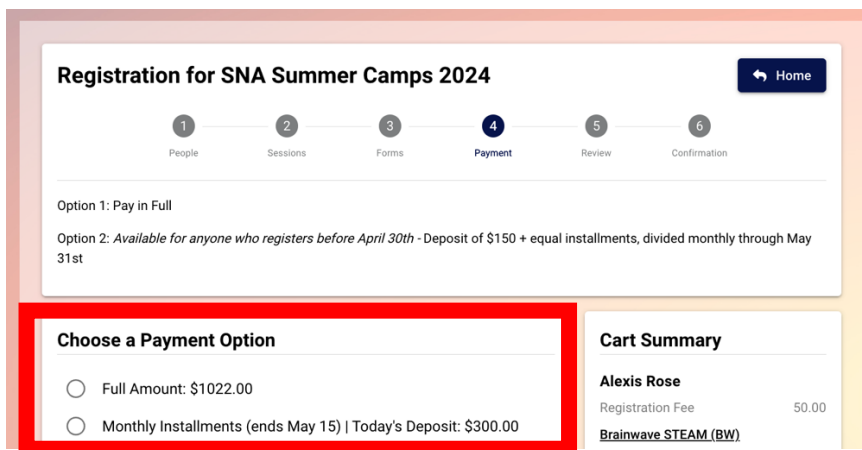 Registration for SNA Summer Camps 2024
Home
1
2
3
4
5
6
People
Sessions
Forms
Payment
Review
Confirmation
Option 1: Pay in Full
Option 2: Available for anyone who registers before April 30th - Deposit of $150 + equal installments, divided monthly through May
31st
Choose a Payment Option
Full Amount: $1022.00
Monthly Installments (ends May 15) | Today's Deposit: $300.00
Cart Summary
Alexis Rose
Registration Fee 50.00
Brainwave STEAM (BW)